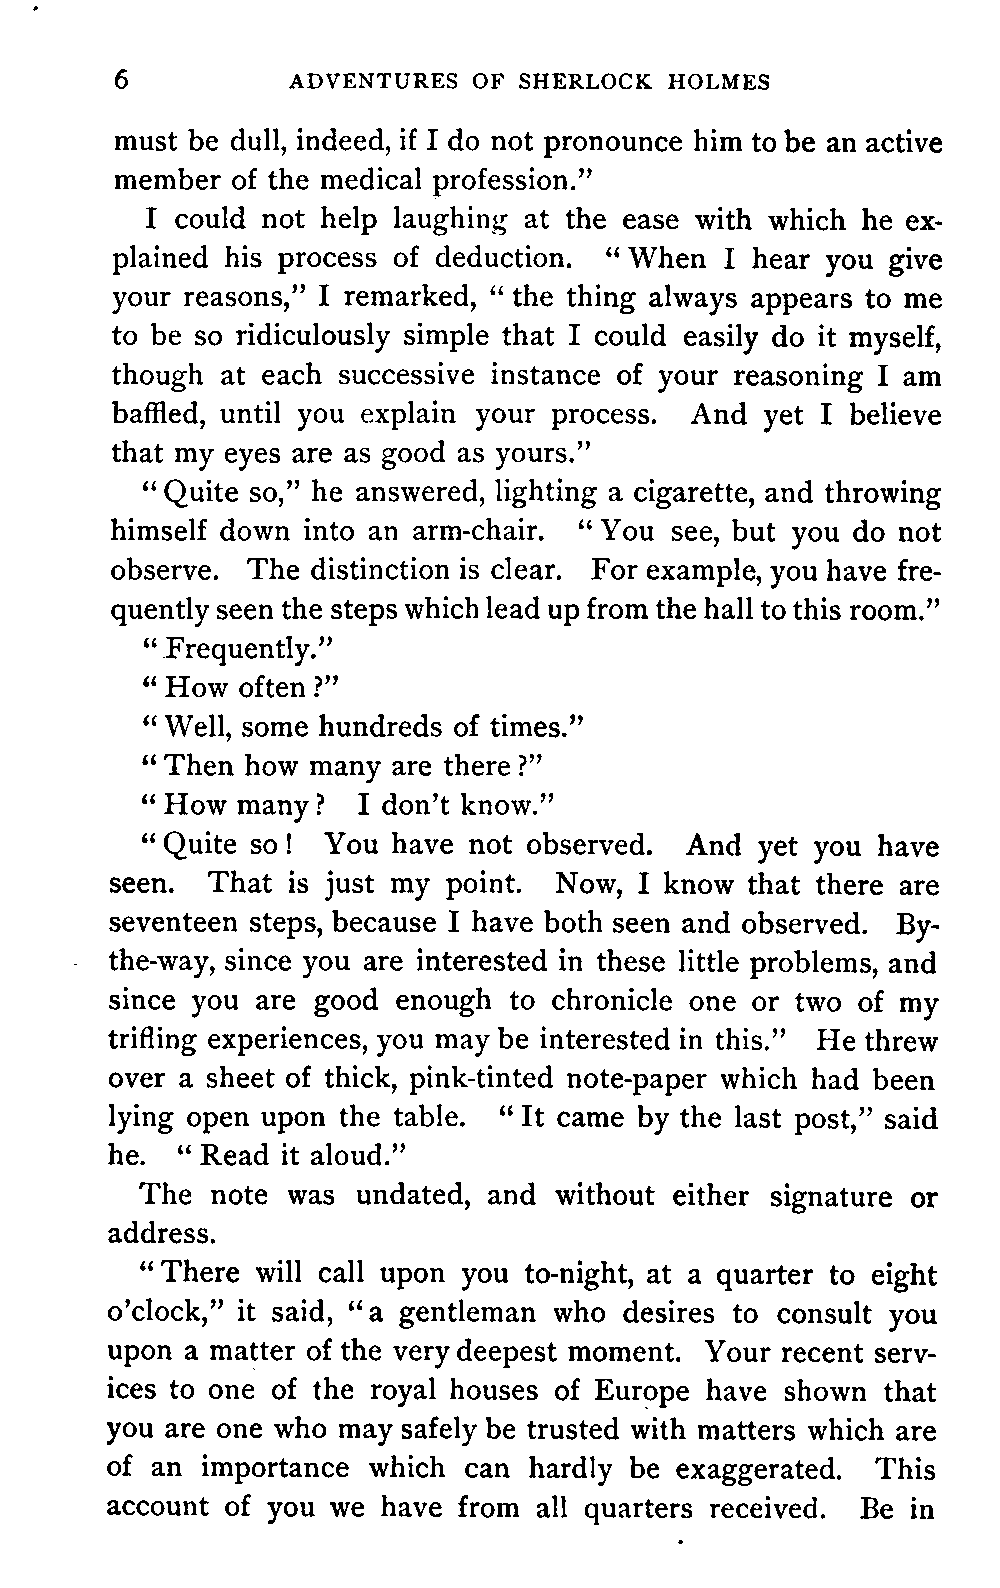 6 ADVENTURES OF SHERLOCK HOLMES
must be dull, indeed, if I do not pronounce him to be an active
member of the medical profession.”
I could not help laughing at the ease with which he ex-
plained his process of deduction. “ When I hear you give
your reasons,” I remarked, “ the thing always appears to me
to be so ridiculously simple that I could easily do it myself,
though at each successive instance of your reasoning I am
baffled, until you explain your process. And yet I believe
that my eyes are as good as yours.”
“ Quite so,” he answered, lighting a cigarette, and throwing
himself down into an arm-chair. “ You see, but you do not
observe. The distinction is clear. For example, you have fre-
quently seen the steps which lead up from the hall to this room.”
“ Frequently.”
“ How often ?”
“ Well, some hundreds of times.”
“ Then how many are there ?”
“ How many ? I don’t know.”
“ Quite so ! You have not observed. And yet you have
seen. That is just my point. Now, I know that there are
seventeen steps, because I have both seen and observed. By-
the-way, since you are interested in these little problems, and
since you are good enough to chronicle one or two of my
trifling experiences, you may be interested in this.” He threw
over a sheet of thick, pink-tinted note-paper which had been
lying open upon the table. “ It came by the last post,” said
he. “ Read it aloud.”
The note was undated, and without either signature or
address.
“ There will call upon you to-night, at a quarter to eight
o’clock,” it said, “ a gentleman who desires to consult you
upon a matter of the very deepest moment. Your recent serv-
ices to one of the royal houses of Europe have shown that
you are one who may safely be trusted with matters which are
of an importance which can hardly be exaggerated. This
account of you we have from all quarters received. Be in